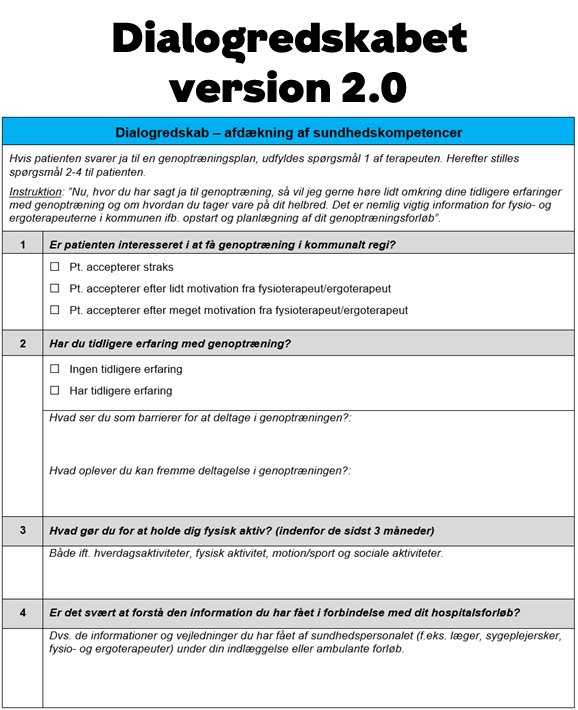 Dialogredskabet
version 2.0
Dialogredskab – afdækning af sundhedskompetencer
Hvis patienten svarer ja til en genoptræningsplan, udfyldes spørgsmål 1 af terapeuten. Herefter stilles
spørgsmål 2-4 til patienten.
Instruktion: "Nu, hvor du har sagt ja til genoptræning, så vil jeg gerne høre lidt omkring dine tidligere erfaringer
med genoptræning og om hvordan du tager vare på dit helbred. Det er nemlig vigtig information for fysio- og
ergoterapeuterne i kommunen ifb. opstart og planlægning af dit genoptræningsforløb".
1 Er patienten interesseret i at få genoptræning i kommunalt regi?
☐ Pt. accepterer straks
☐ Pt. accepterer efter lidt motivation fra fysioterapeut/ergoterapeut
☐ Pt. accepterer efter meget motivation fra fysioterapeut/ergoterapeut
2 Har du tidligere erfaring med genoptræning?
☐ Ingen tidligere erfaring
☐ Har tidligere erfaring
Hvad ser du som barrierer for at deltage i genoptræningen?:
Hvad oplever du kan fremme deltagelse i genoptræningen?:
3 Hvad gør du for at holde dig fysisk aktiv? (indenfor de sidst 3 måneder)
Både ift. hverdagsaktiviteter, fysisk aktivitet, motion/sport og sociale aktiviteter.
4 Er det svært at forstå den information du har fået i forbindelse med dit hospitalsforløb?
Dvs. de informationer og vejledninger du har fået af sundhedspersonalet (f.eks. læger, sygeplejersker,
fysio- og ergoterapeuter) under din indlæggelse eller ambulante forløb.